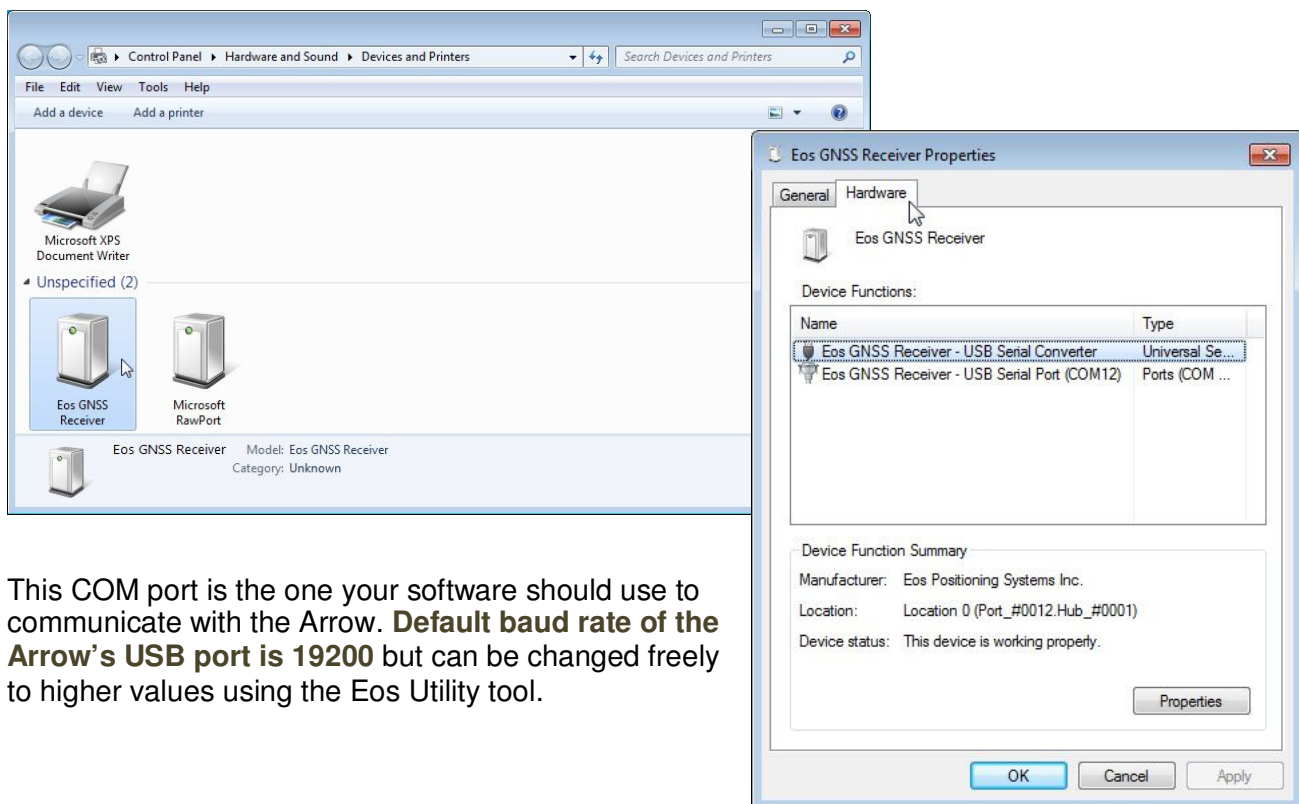 Control Panel ▸ Hardware and Sound ▸ Devices and Printers
Search Devices and Printers
File Edit View Tools Help
Add a device Add a printer
Microsoft XPS
Document Writer
Unspecified (2)
Eos GNSS
Receiver
Microsoft
RawPort
Eos GNSS Receiver Model: Eos GNSS Receiver
Category: Unknown
Eos GNSS Receiver Properties
General Hardware
Eos GNSS Receiver
Device Functions:
Name Type
Eos GNSS Receiver - USB Serial Converter Universal Se...
Eos GNSS Receiver - USB Serial Port (COM12) Ports (COM ...
Device Function Summary
Manufacturer: Eos Positioning Systems Inc.
Location: Location 0 (Port_#0012.Hub_#0001)
Device status: This device is working properly.
Properties
OK Cancel Apply
This COM port is the one your software should use to
communicate with the Arrow. Default baud rate of the
Arrow's USB port is 19200 but can be changed freely
to higher values using the Eos Utility tool.